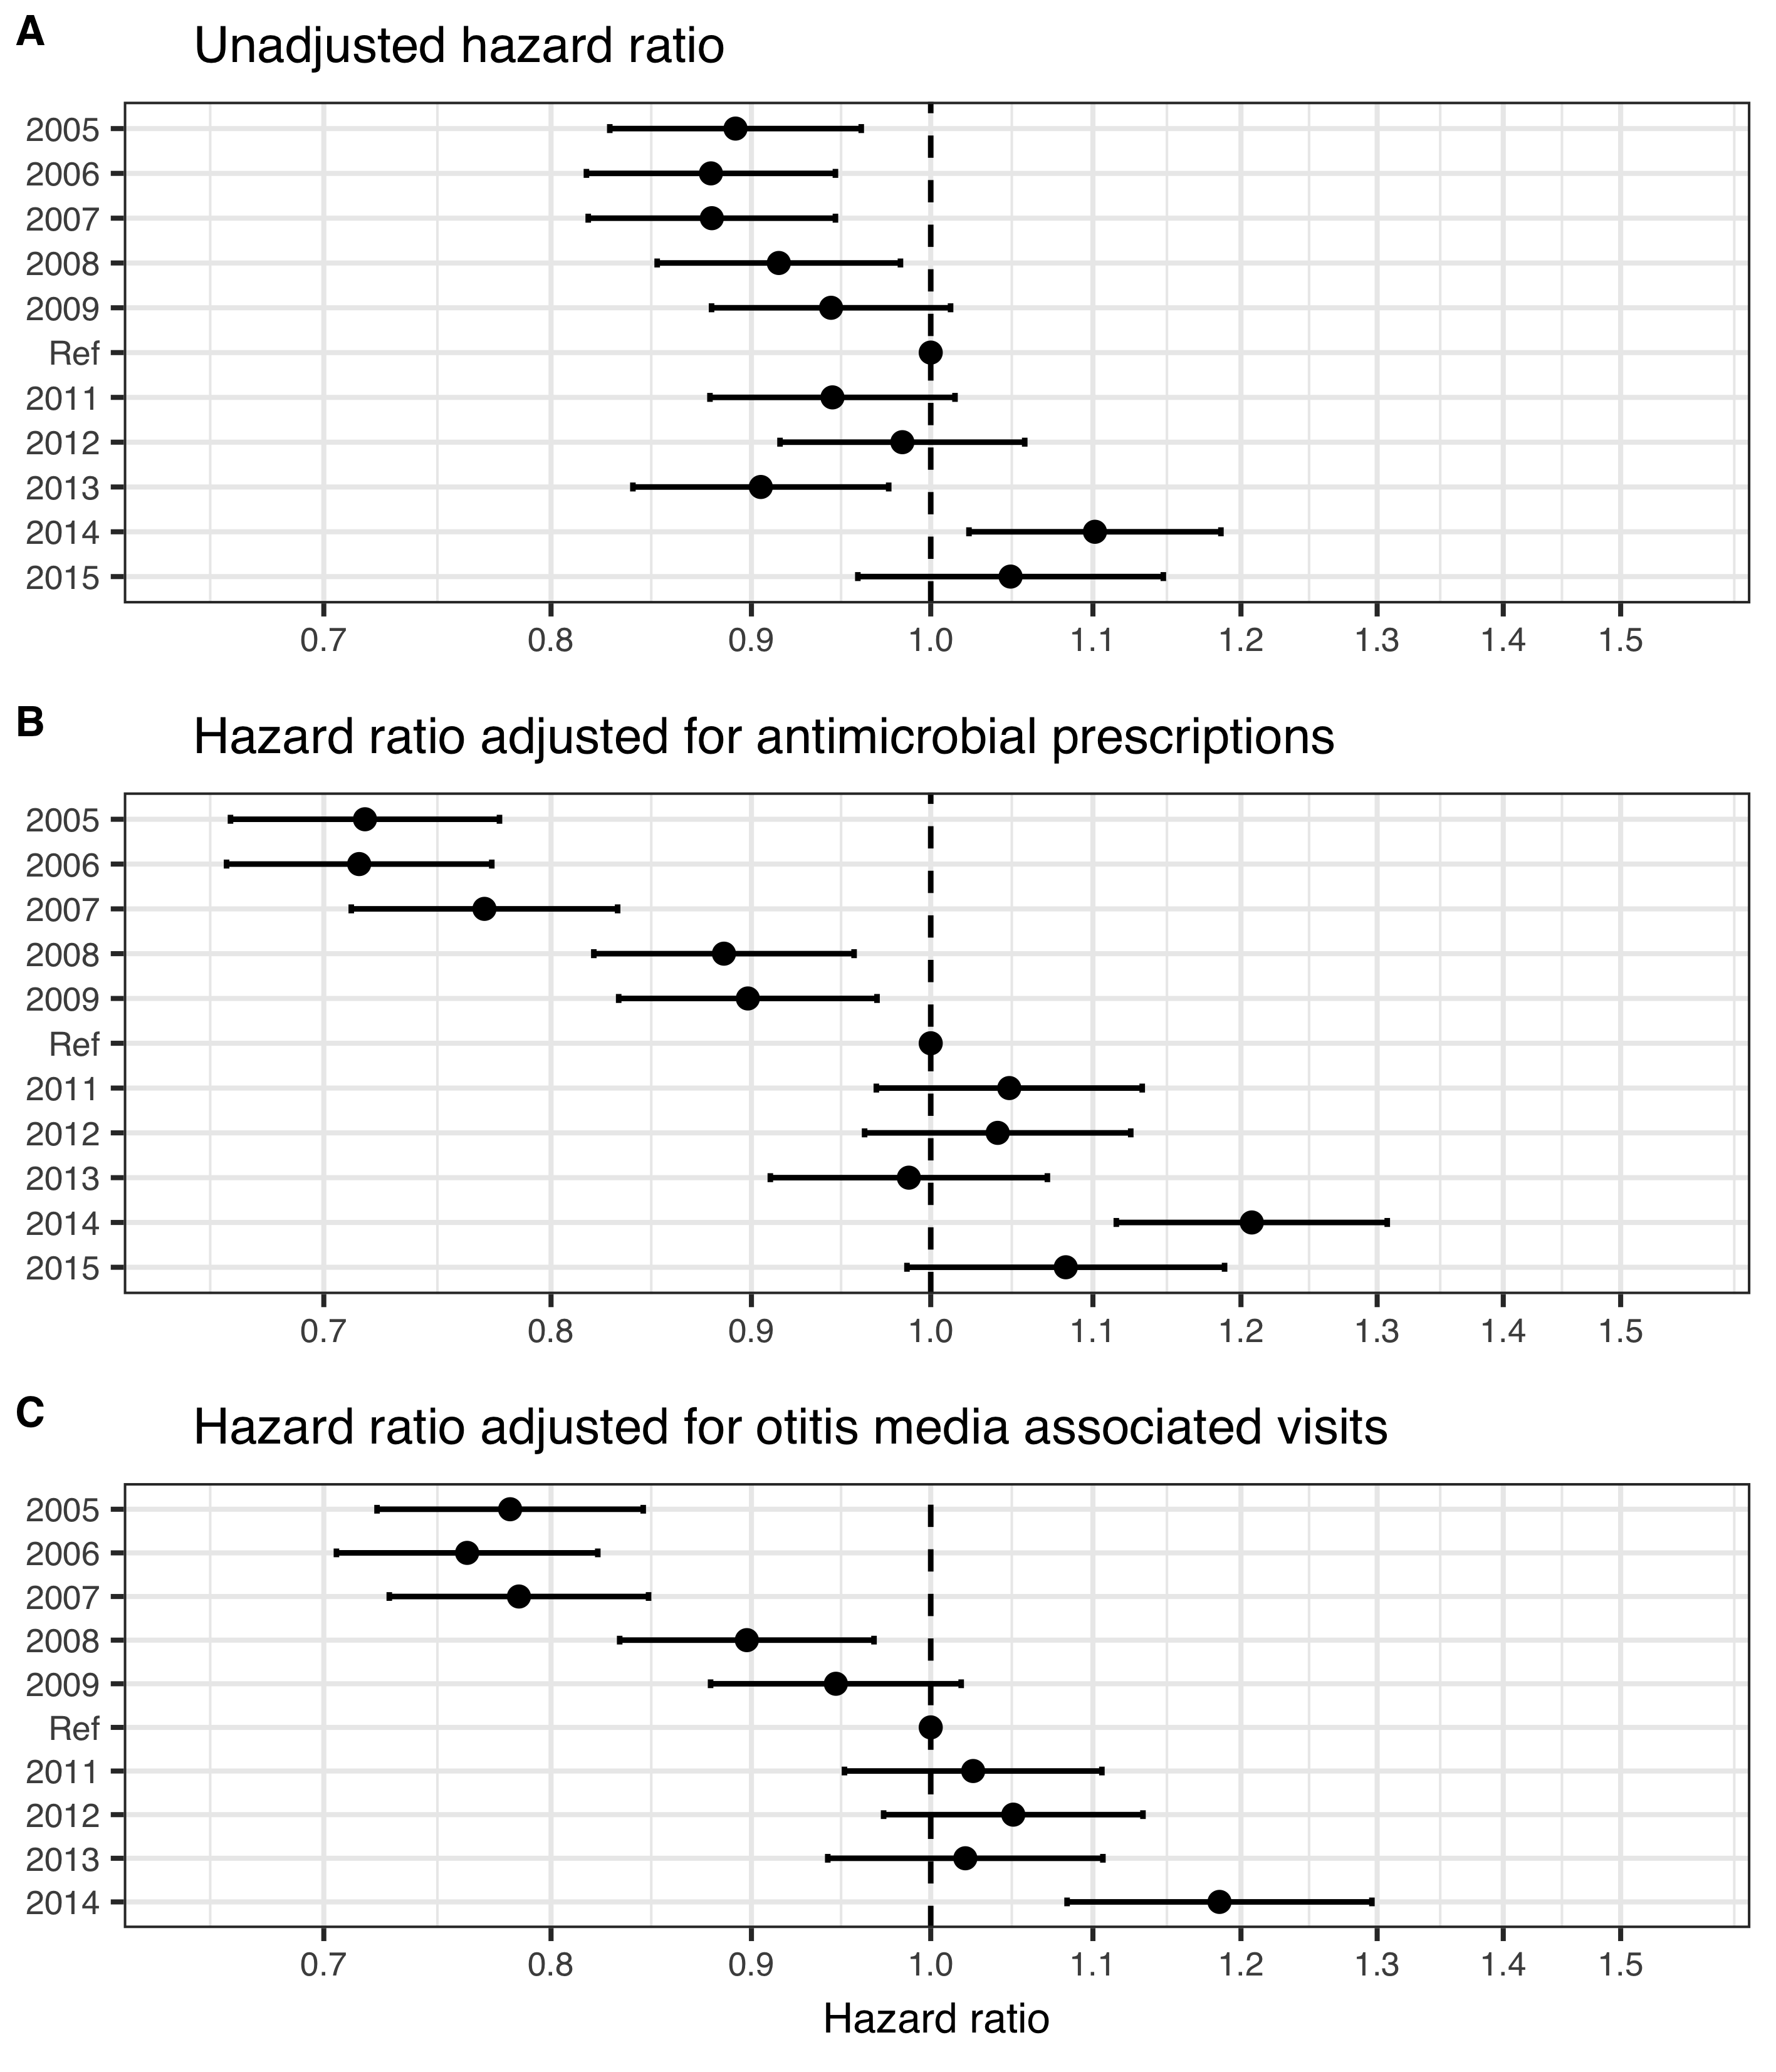 A
Unadjusted hazard ratio
2005
2006
2007
2008
2009
Ref
2011
2012
2013
2014
2015
0.7 0.8 0.9 1.0 1.1 1.2 1.3 1.4 1.5
B
Hazard ratio adjusted for antimicrobial prescriptions
2005
2006
2007
2008
2009
Ref
2011
2012
2013
2014
2015
0.7 0.8 0.9 1.0 1.1 1.2 1.3 1.4 1.5
C
Hazard ratio adjusted for otitis media associated visits
2005
2006
2007
2008
2009
Ref
2011
2012
2013
2014
0.7 0.8 0.9 1.0 1.1 1.2 1.3 1.4 1.5
Hazard ratio